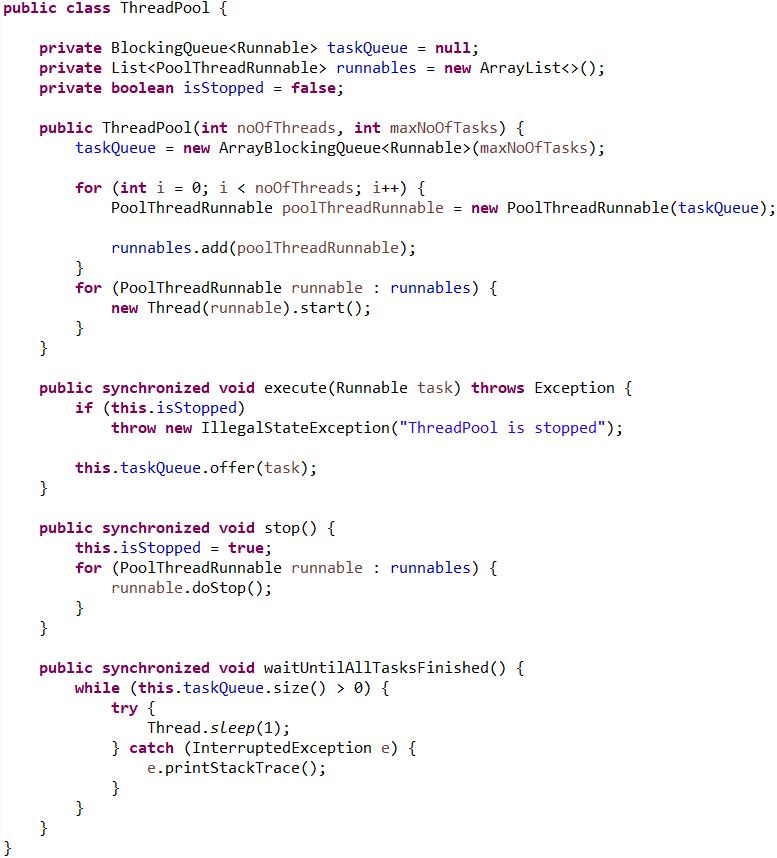 public class ThreadPool {
private BlockingQueue<Runnable> taskQueue = null;
private List<PoolThreadRunnable> runnables = new ArrayList<>();
private boolean isStopped = false;
public ThreadPool(int noOfThreads, int maxNoOfTasks) {
taskQueue = new ArrayBlockingQueue<Runnable>(maxNoOfTasks);
for (int i = 0; i < noOfThreads; i++) {
PoolThreadRunnable poolThreadRunnable = new PoolThreadRunnable(taskQueue);
runnables.add(poolThreadRunnable);
}
for (PoolThreadRunnable runnable : runnables) {
new Thread(runnable).start();
}
}
public synchronized void execute(Runnable task) throws Exception {
if (this.isStopped)
throw new IllegalStateException("ThreadPool is stopped");
this.taskQueue.offer(task);
}
public synchronized void stop() {
this.isStopped = true;
for (PoolThreadRunnable runnable : runnables) {
runnable.doStop();
}
}
public synchronized void waitUntilAllTasksFinished() {
while (this.taskQueue.size() > 0) {
try {
Thread.sleep(1);
} catch (InterruptedException e) {
e.printStackTrace();
}
}
}
}